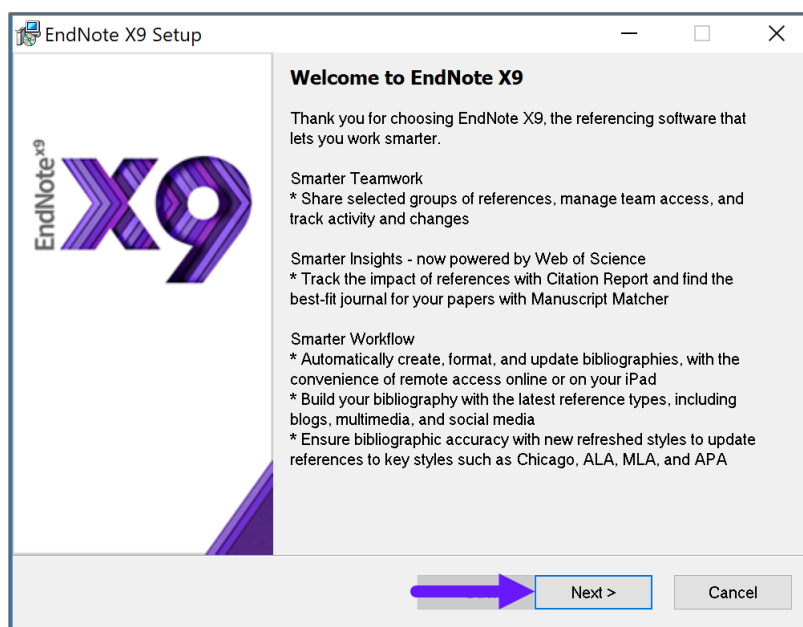 EndNote X9 Setup
EndNote X9
X9
Welcome to EndNote X9
Thank you for choosing EndNote X9, the referencing software that
lets you work smarter.
Smarter Teamwork
* Share selected groups of references, manage team access, and
track activity and changes
Smarter Insights - now powered by Web of Science
* Track the impact of references with Citation Report and find the
best-fit journal for your papers with Manuscript Matcher
Smarter Workflow
* Automatically create, format, and update bibliographies, with the
convenience of remote access online or on your iPad
* Build your bibliography with the latest reference types, including
blogs, multimedia, and social media
* Ensure bibliographic accuracy with new refreshed styles to update
references to key styles such as Chicago, ALA, MLA, and APA
Next >
Cancel